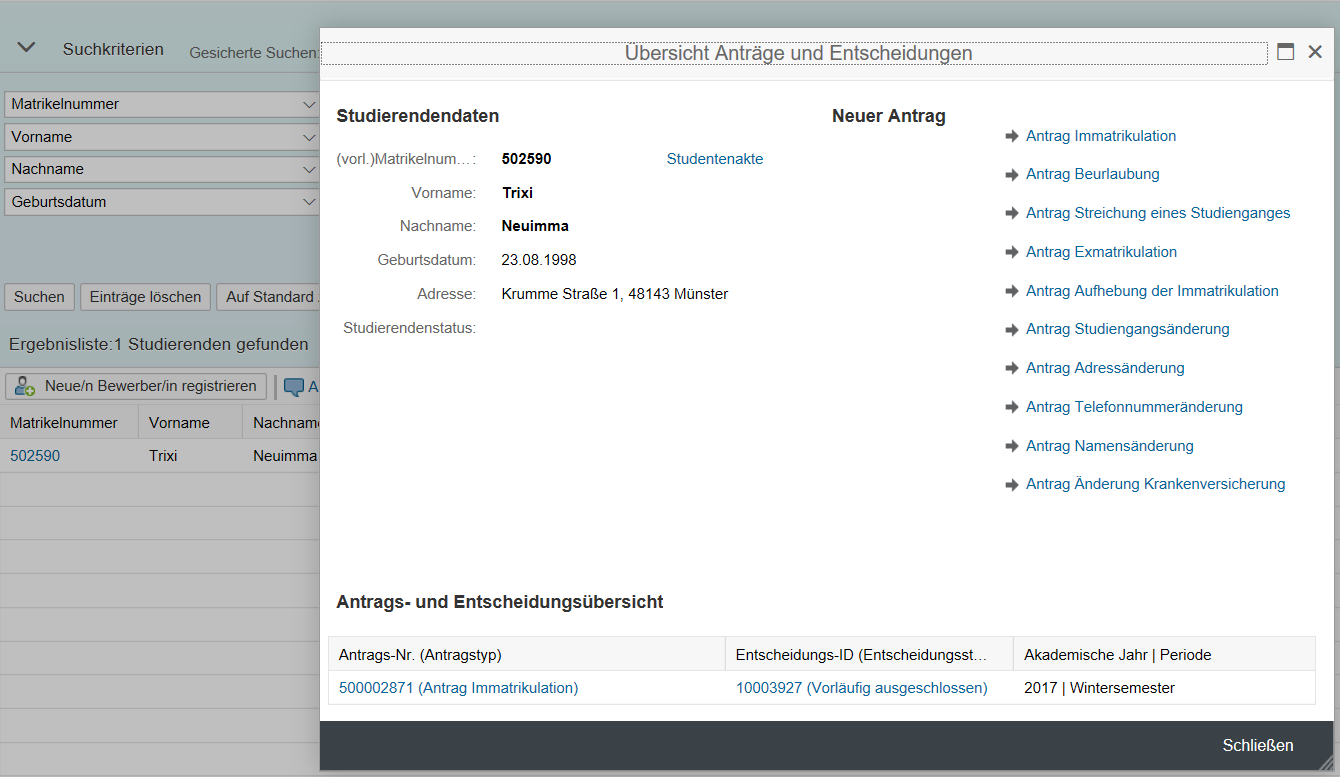 Suchkriterien
Gesicherte Suchen:
Matrikelnummer
Vorname
Nachname
Geburtsdatum
Suchen
Einträge löschen
Auf Standard
Ergebnisliste:1 Studierenden gefunden
Neue/n Bewerber/in registrieren
A
Matrikelnummer Vorname Nachname
502590 Trixi Neuimma
Übersicht Anträge und Entscheidungen
Studierendendaten
(vorl.)Matrikelnum...: 502590 Studentenakte
Vorname: Trixi
Nachname: Neuimma
Geburtsdatum: 23.08.1998
Adresse: Krumme Straße 1, 48143 Münster
Studierendenstatus:
Neuer Antrag
Antrag Immatrikulation
Antrag Beurlaubung
Antrag Streichung eines Studienganges
Antrag Exmatrikulation
Antrag Aufhebung der Immatrikulation
Antrag Studiengangsänderung
Antrag Adressänderung
Antrag Telefonnummeränderung
Antrag Namensänderung
Antrag Änderung Krankenversicherung
Antrags- und Entscheidungsübersicht
Antrags-Nr. (Antragstyp) Entscheidungs-ID (Entscheidungsst... Akademische Jahr | Periode
500002871 (Antrag Immatrikulation) 10003927 (Vorläufig ausgeschlossen) 2017 | Wintersemester
Schließen